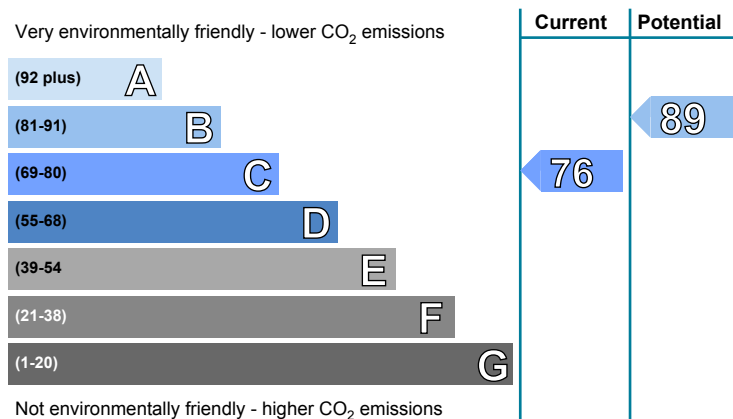 Current Potential
Very environmentally friendly - lower CO2 emissions
(92 plus) A
(81-91) B 89
(69-80) C 76
(55-68) D
(39-54 E
(21-38) F
(1-20) G
Not environmentally friendly - higher CO2 emissions